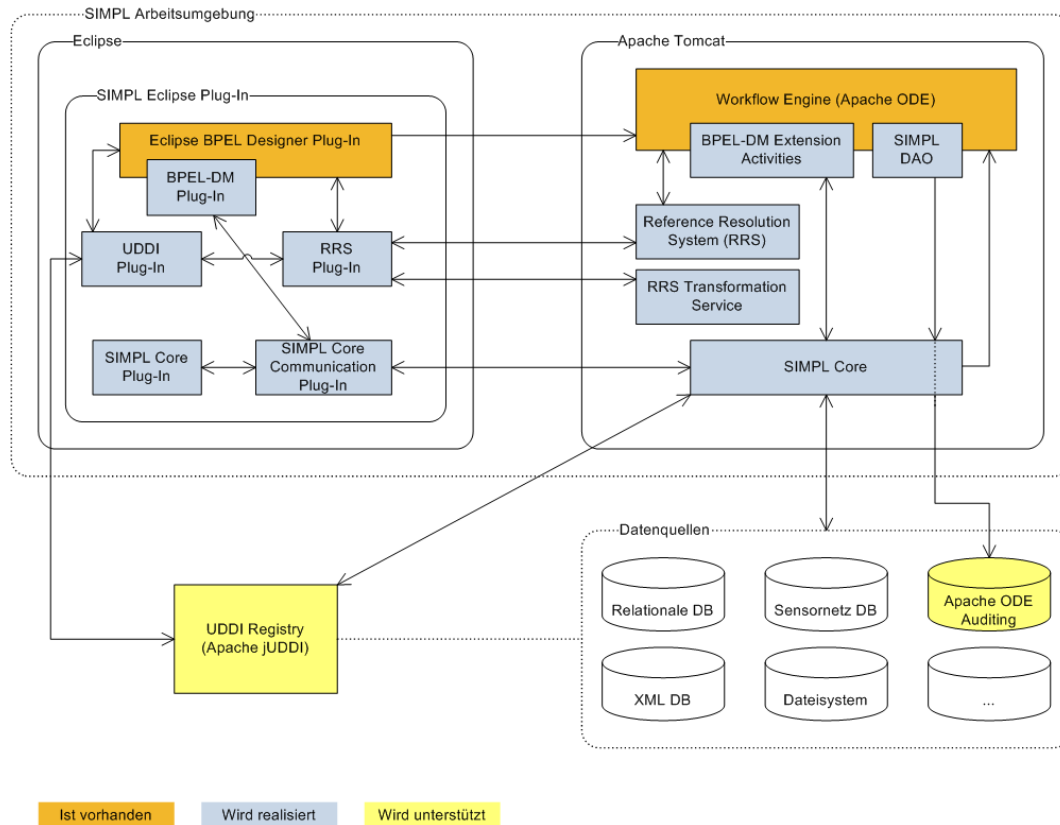 SIMPL Arbeitsumgebung
Eclipse
Apache Tomcat
SIMPL Eclipse Plug-In
Eclipse BPEL Designer Plug-In
BPEL-DM
Plug-In
UDDI
Plug-In
RRS
Plug-In
SIMPL Core
Plug-In
SIMPL Core
Communication
Plug-In
Workflow Engine (Apache ODE)
BPEL-DM Extension
Activities
SIMPL
DAO
Reference Resolution
System (RRS)
RRS Transformation
Service
SIMPL Core
UDDI Registry
(Apache jUDDI)
Datenquellen
Relationale DB
Sensornetz DB
Apache ODE
Auditing
XML DB
Dateisystem
...
Ist vorhanden
Wird realisiert
Wird unterstützt